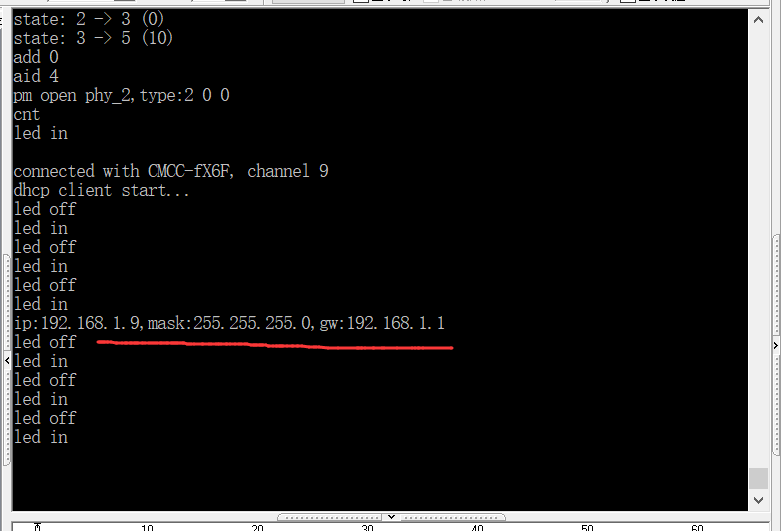 state: 2 -> 3 (0)
state: 3 -> 5 (10)
add 0
aid 4
pm open phy_2,type:2 0 0
cnt
led in
connected with CMCC-fX6F, channel 9
dhcp client start...
led off
led in
led off
led in
led off
led in
ip:192.168.1.9,mask:255.255.255.0,gw:192.168.1.1
led off
led in
led off
led in
led off
led in
0 10 20 30 40 50 60